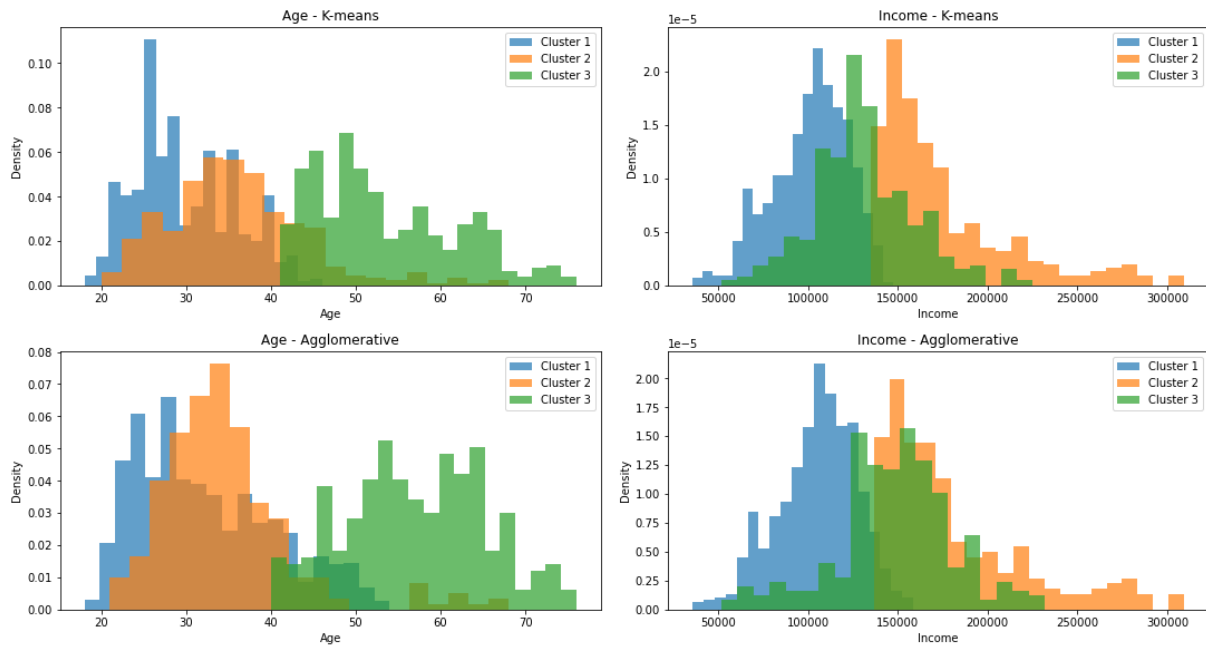 Age - K-means
Cluster 1
Cluster 2
Cluster 3
0.10
0.08
0.06
0.04
0.02
0.00
Density
20 30 40 50 60 70
Age
Income - K-means
1e−5
Cluster 1
Cluster 2
Cluster 3
2.0
1.5
1.0
0.5
0.0
Density
50000 100000 150000 200000 250000 300000
Income
Age - Agglomerative
Cluster 1
Cluster 2
Cluster 3
0.08
0.07
0.06
0.05
0.04
0.03
0.02
0.01
0.00
Density
20 30 40 50 60 70
Age
Income - Agglomerative
1e−5
Cluster 1
Cluster 2
Cluster 3
2.00
1.75
1.50
1.25
1.00
0.75
0.50
0.25
0.00
Density
50000 100000 150000 200000 250000 300000
Income